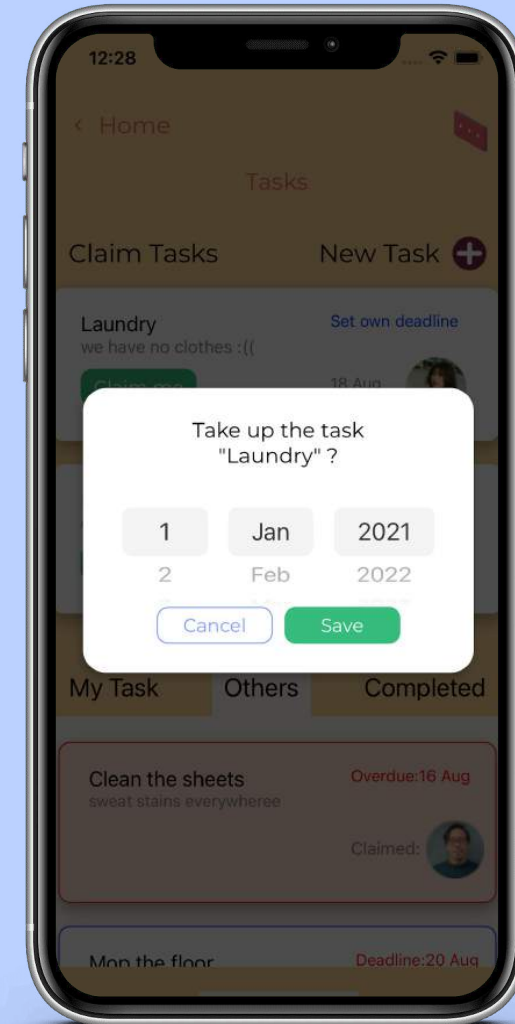 12:28
< Home
Tasks
Claim Tasks
New Task
Laundry
Set own deadline
we have no clothes :((
Claim me
18 Aug
Take up the task
"Laundry" ?
1 Jan 2021
2 Feb 2022
Cancel
Save
My Task
Others
Completed
Clean the sheets
Overdue:16 Aug
sweat stains everywheree
Claimed:
Mop the floor
Deadline:20 Aug